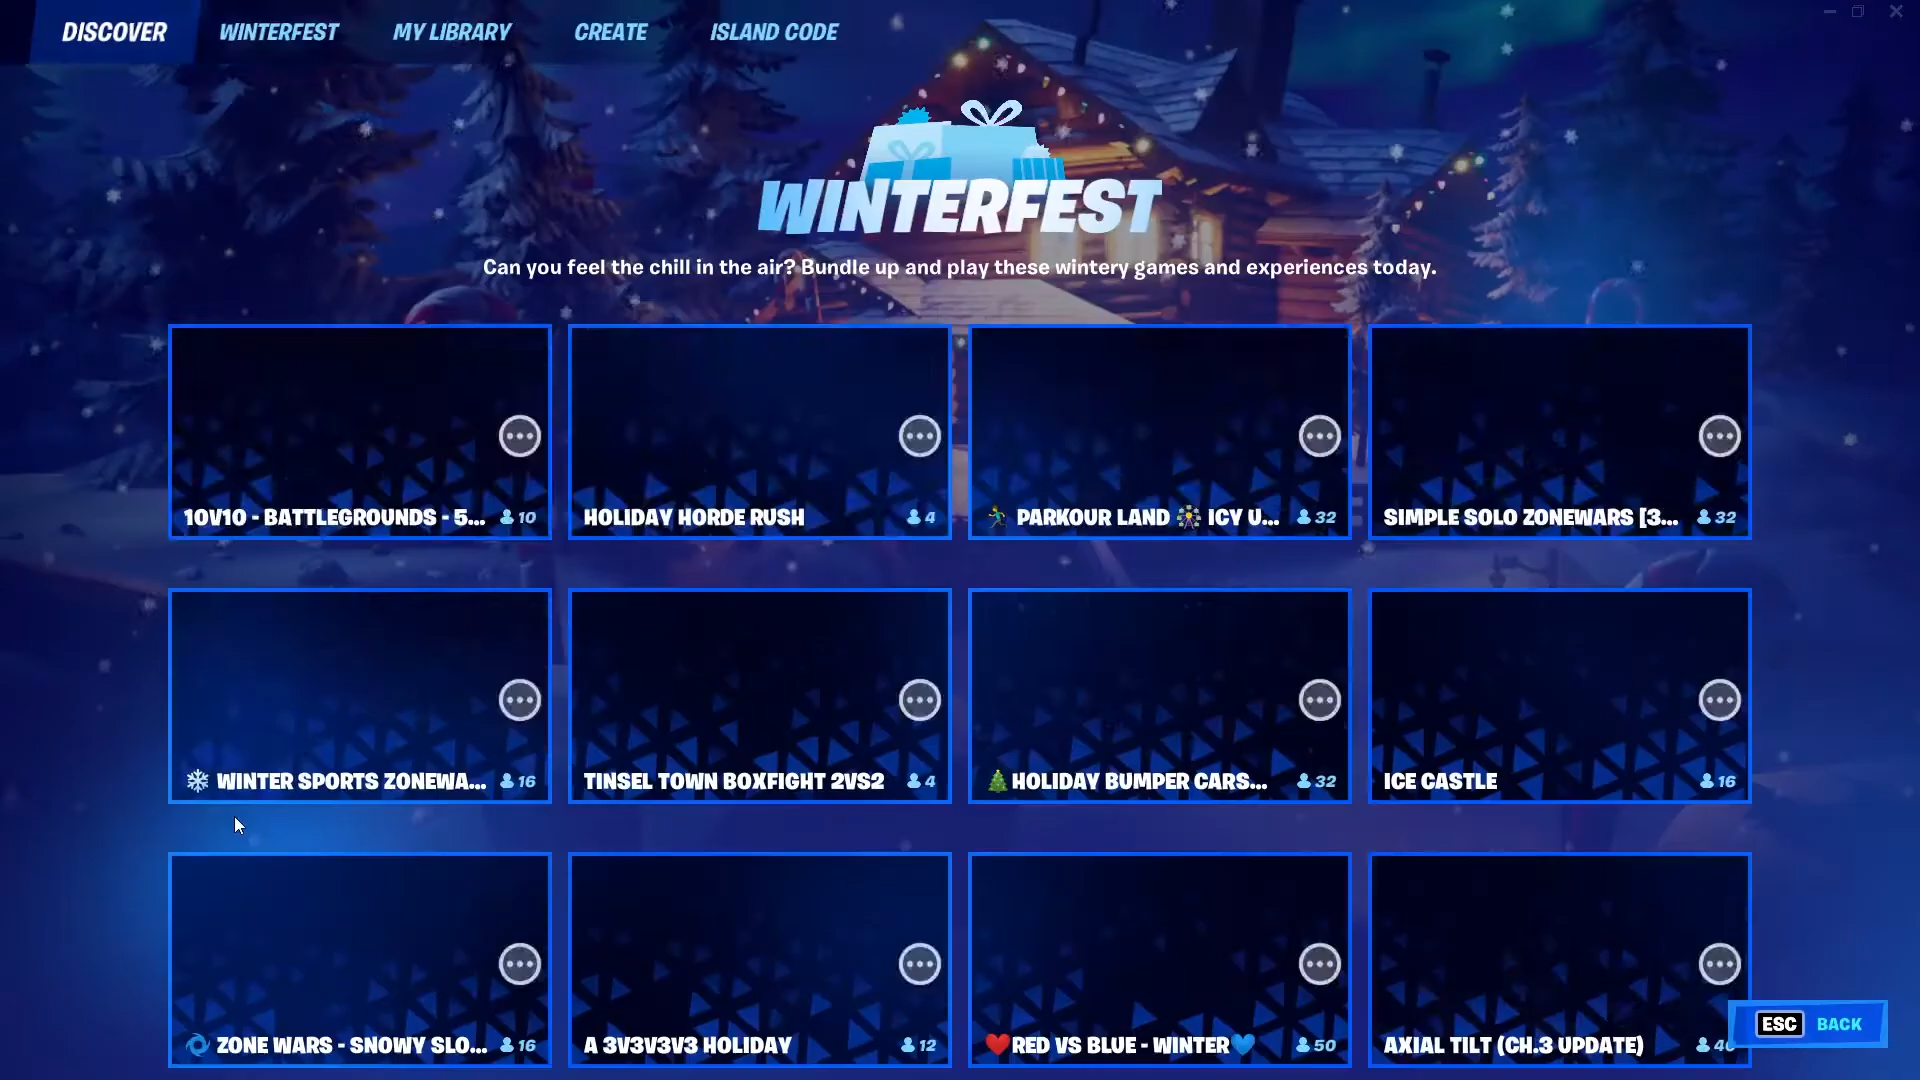 DISCOVER WINTERFEST MY LIBRARY CREATE ISLAND CODE
WINTERFEST
Can you feel the chill in the air? Bundle up and play these wintery games and experiences today.
10V10 - BATTLEGROUNDS - 5... 10
HOLIDAY HORDE RUSH 4
PARKOUR LAND 🎡 ICY U... 32
SIMPLE SOLO ZONEWARS [3... 32
❄ WINTER SPORTS ZONEWA... 16
TINSEL TOWN BOXFIGHT 2VS2 4
🎄HOLIDAY BUMPER CARS... 32
ICE CASTLE 16
🌀 ZONE WARS - SNOWY SLO... 16
A 3V3V3V3 HOLIDAY 12
❤️RED VS BLUE - WINTER💙 50
AXIAL TILT (CH.3 UPDATE)
ESC BACK